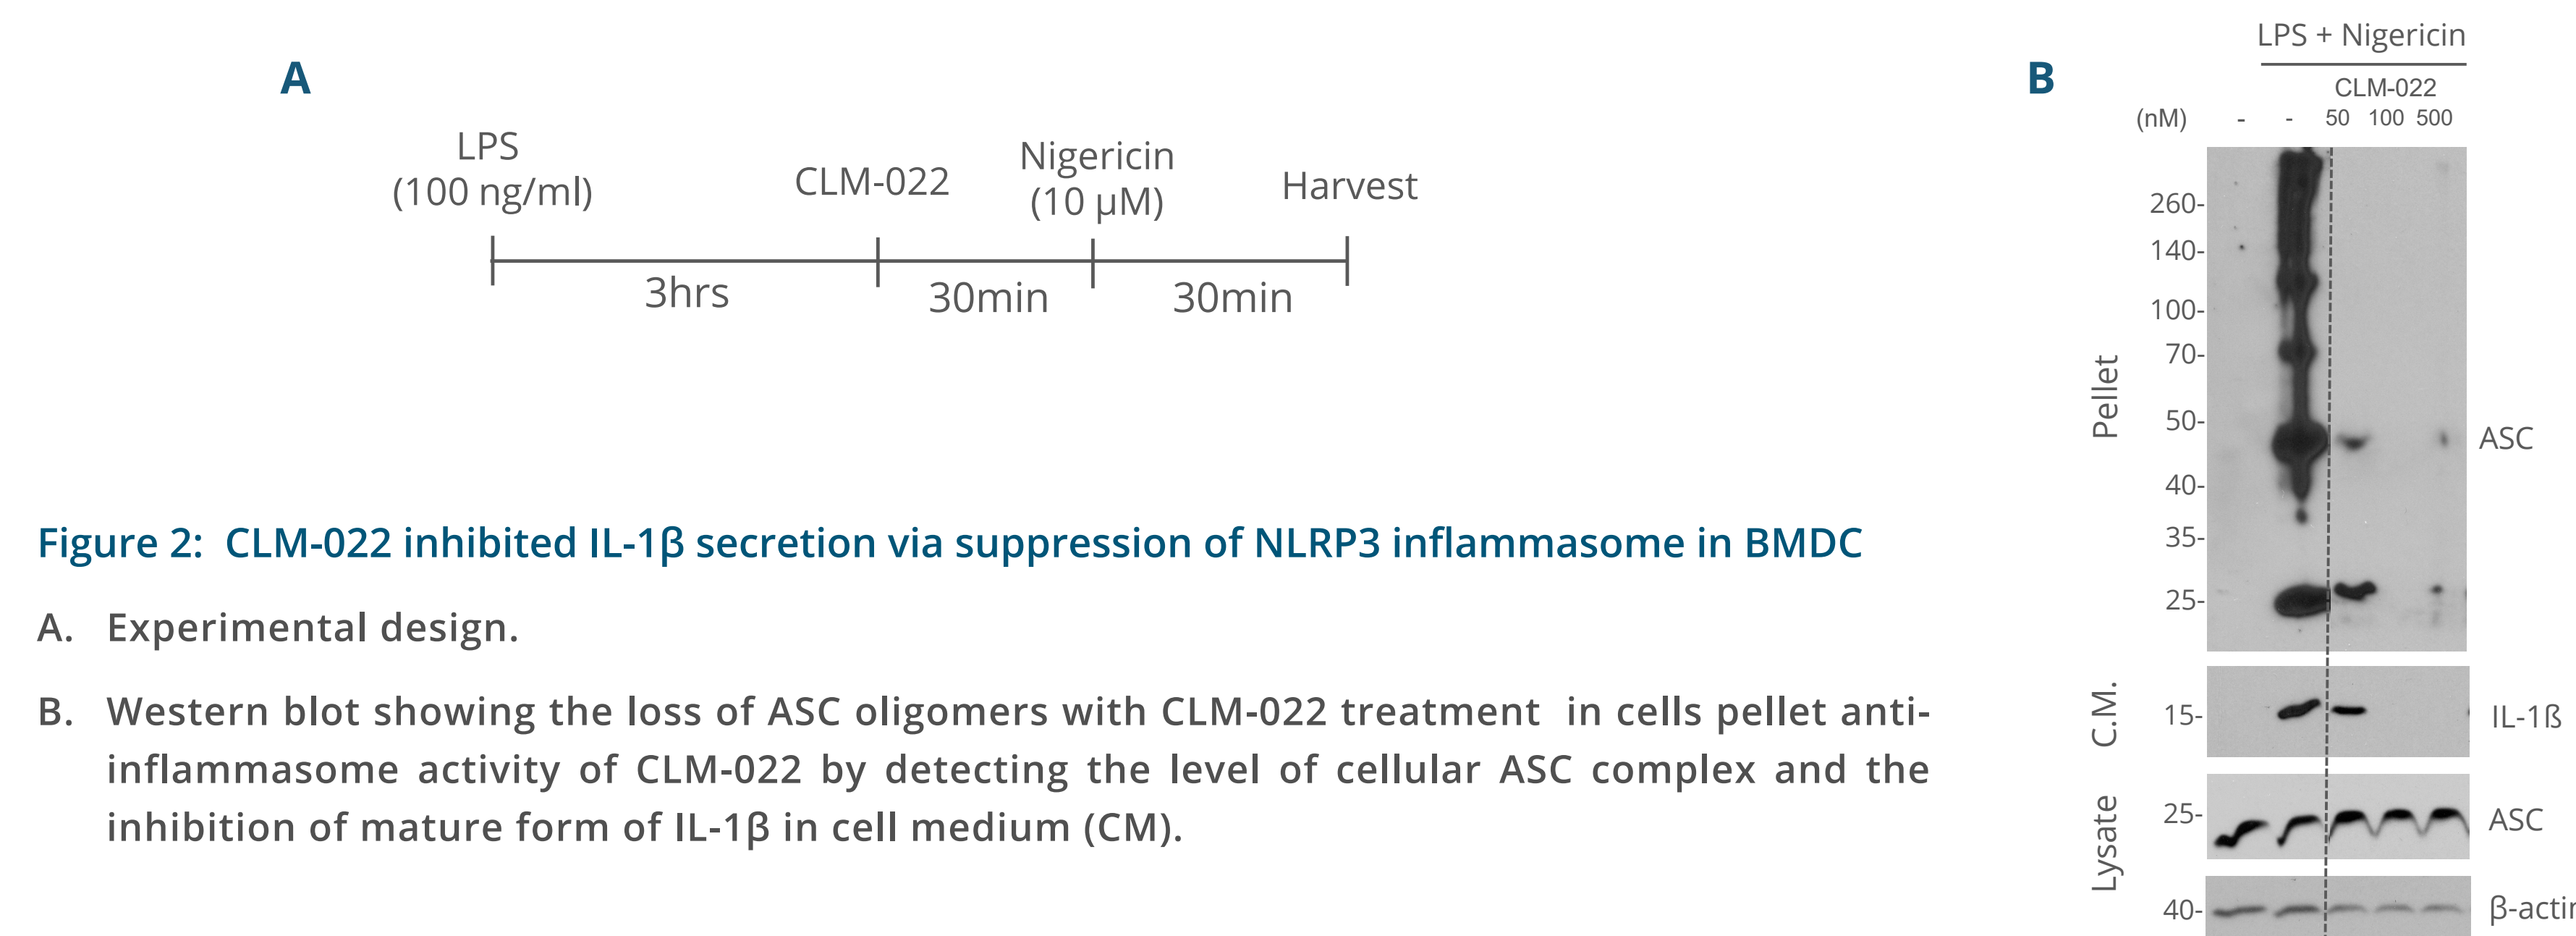 A
LPS
(100 ng/ml)
CLM-022
Nigericin
(10 µM)
Harvest
3hrs
30min
30min
Figure 2: CLM-022 inhibited IL-1β secretion via suppression of NLRP3 inflammasome in BMDC
A. Experimental design.
B. Western blot showing the loss of ASC oligomers with CLM-022 treatment in cells pellet anti-
inflammasome activity of CLM-022 by detecting the level of cellular ASC complex and the
inhibition of mature form of IL-1β in cell medium (CM).
B
LPS + Nigericin
CLM-022
(nM) - - 50 100 500
Pellet
260-
140-
100-
70-
50-
40-
35-
25-
ASC
C.M.
15-
IL-1ß
Lysate
25-
ASC
40-
β-actin